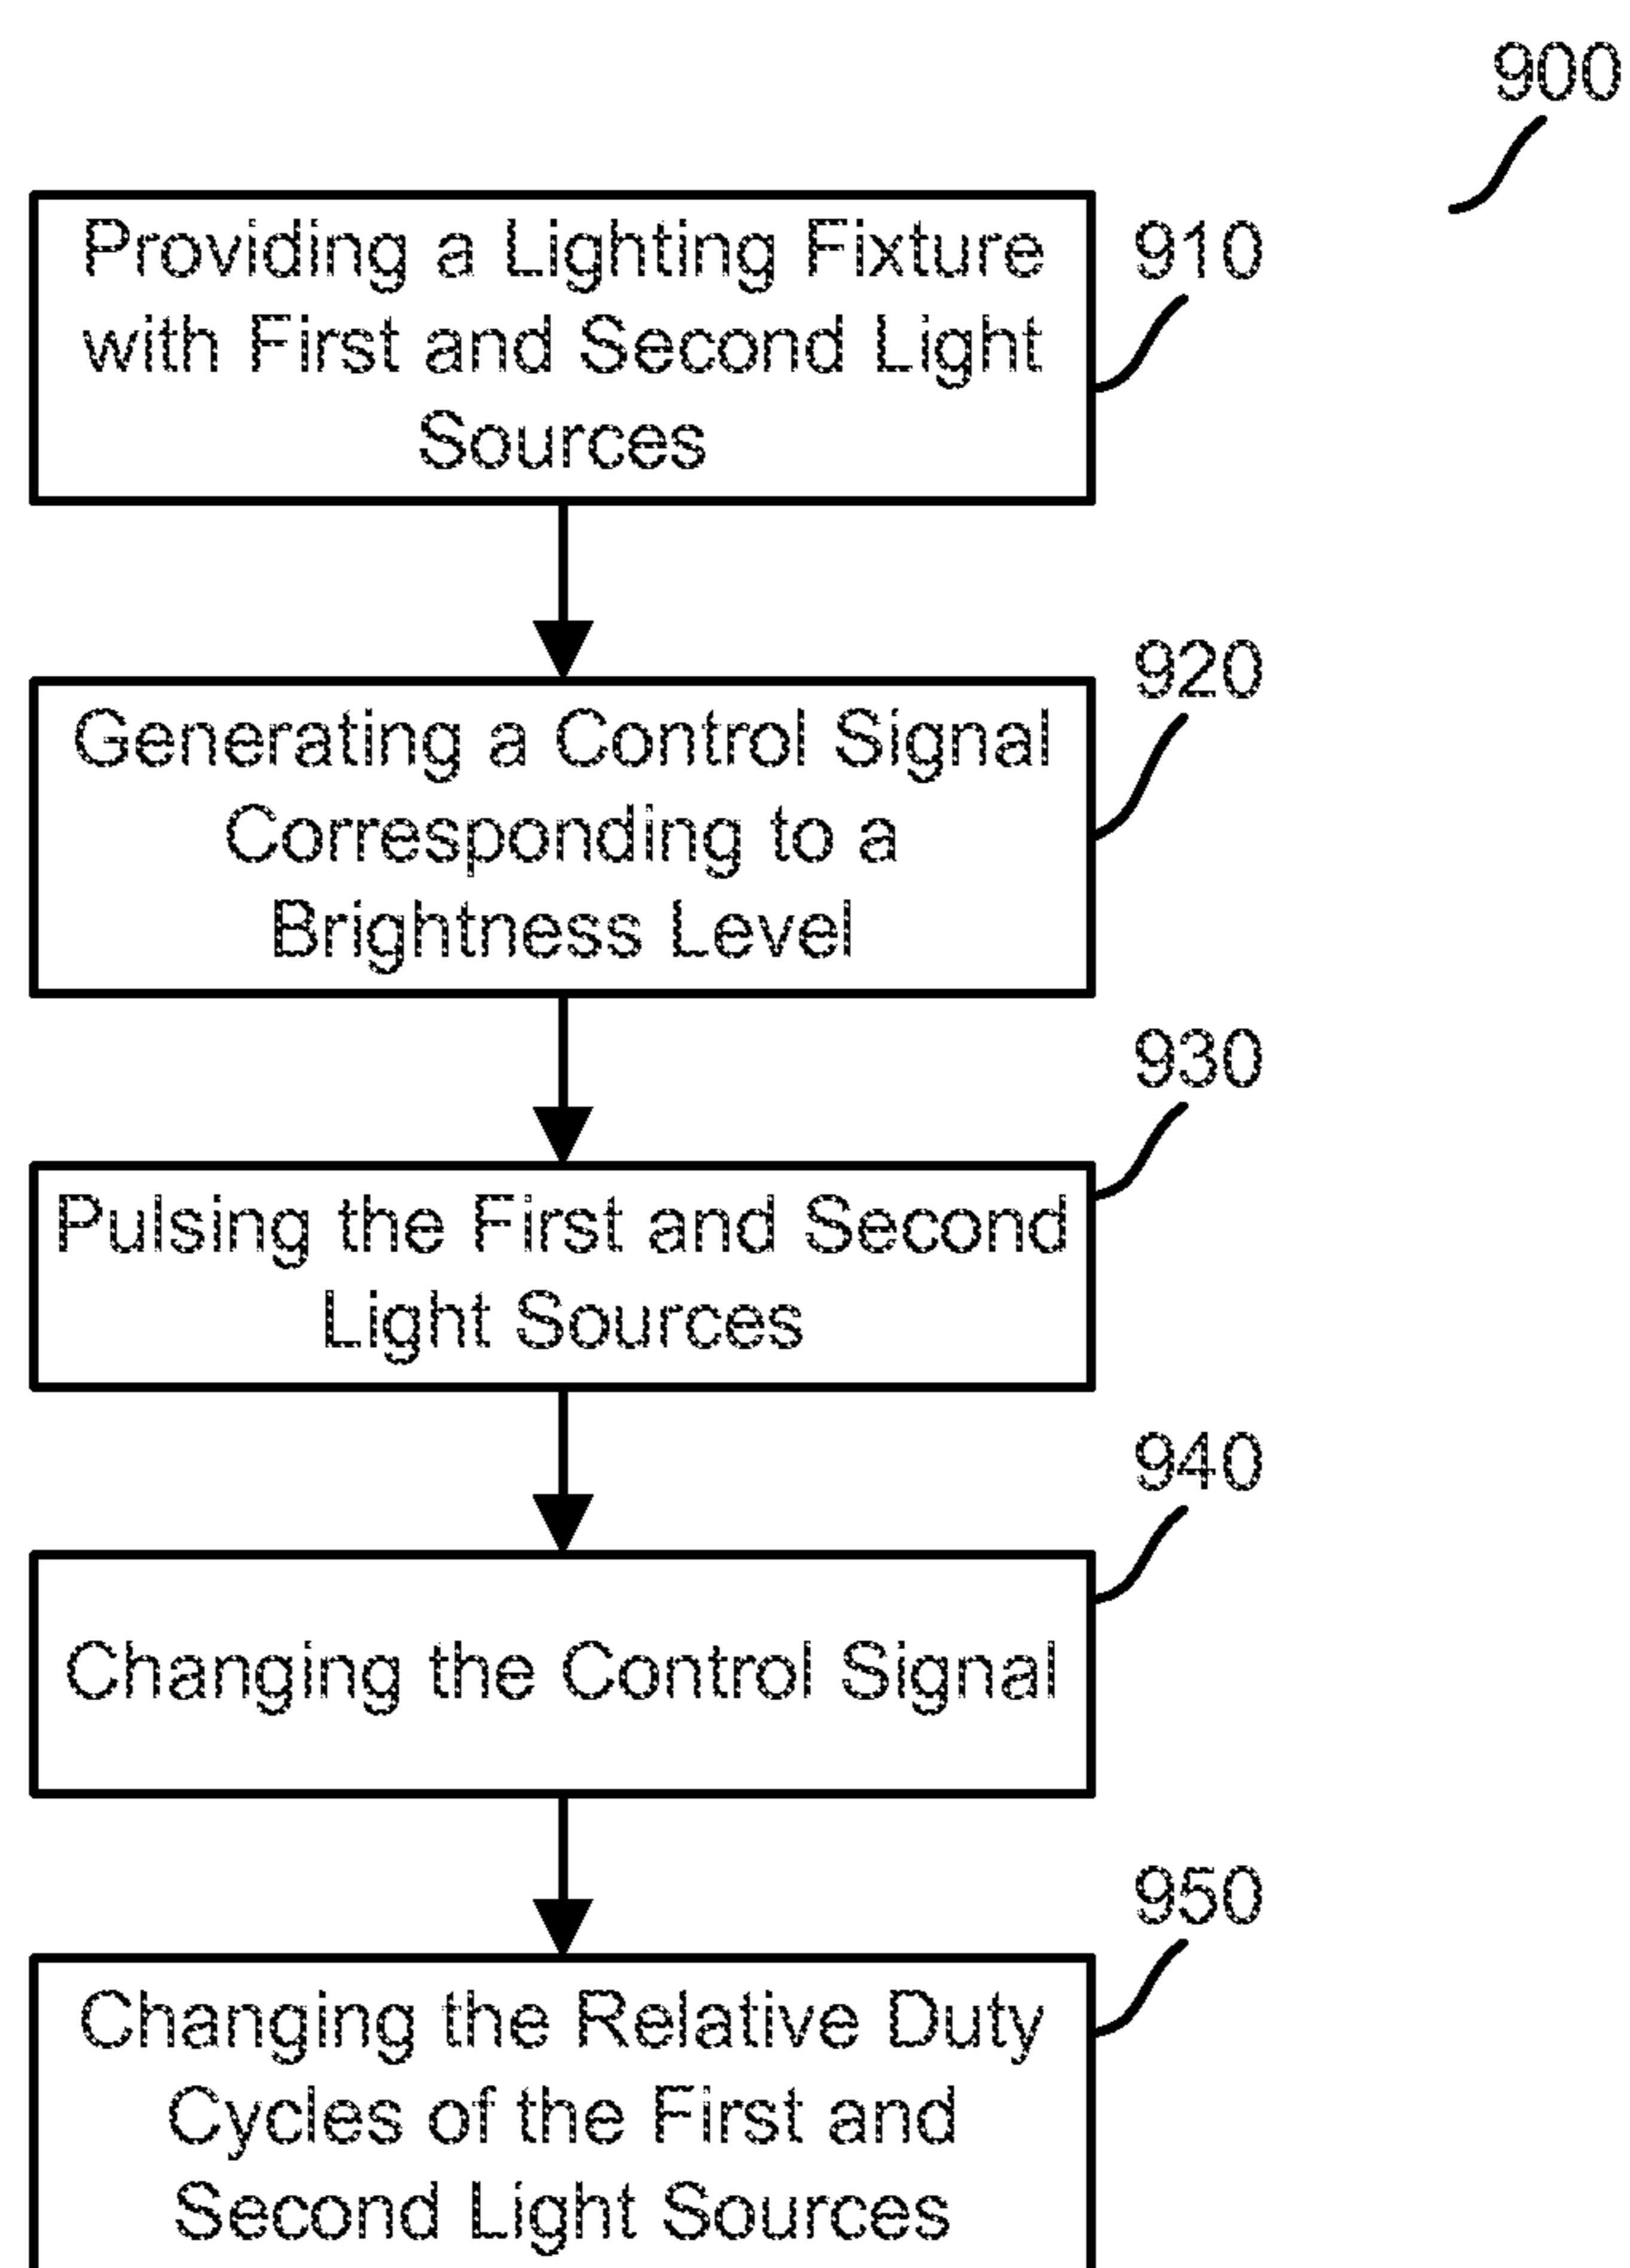 900
Providing a Lighting Fixture
with First and Second Light
Sources
910
Generating a Control Signal
Corresponding to a
Brightness Level
920
Pulsing the First and Second
Light Sources
930
Changing the Control Signal
940
Changing the Relative Duty
Cycles of the First and
Second Light Sources
950